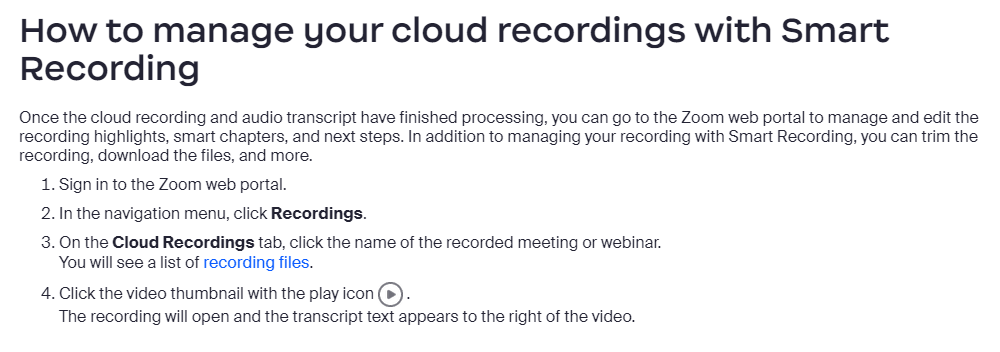 How to manage your cloud recordings with Smart
Recording
Once the cloud recording and audio transcript have finished processing, you can go to the Zoom web portal to manage and edit the
recording highlights, smart chapters, and next steps. In addition to managing your recording with Smart Recording, you can trim the
recording, download the files, and more.
1. Sign in to the Zoom web portal.
2. In the navigation menu, click Recordings.
3. On the Cloud Recordings tab, click the name of the recorded meeting or webinar.
You will see a list of recording files.
4. Click the video thumbnail with the play icon .
The recording will open and the transcript text appears to the right of the video.